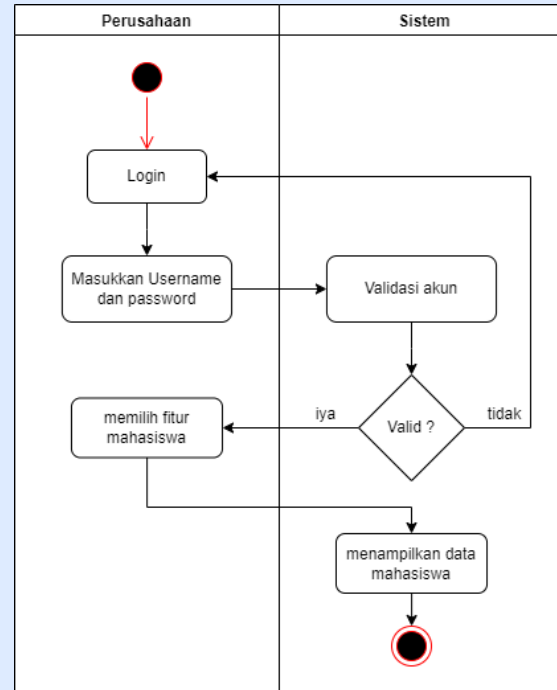 Perusahaan
Sistem
Login
Masukkan Username
dan password
Validasi akun
Valid ?
iya
tidak
memilih fitur
mahasiswa
menampilkan data
mahasiswa